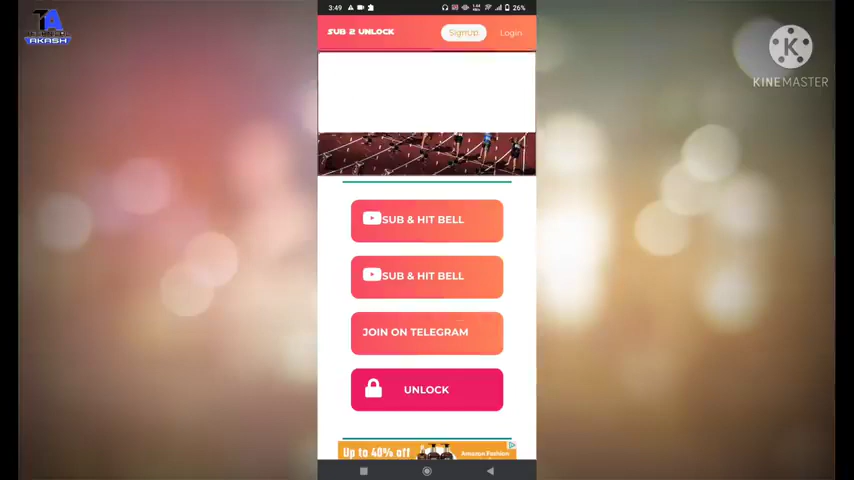 TA
AKASH
3:49
26%
SUB 2 UNLOCK
SignUp
Login
KINEMASTER
SUB & HIT BELL
SUB & HIT BELL
JOIN ON TELEGRAM
UNLOCK
Up to 40% off
Amazon Fashion